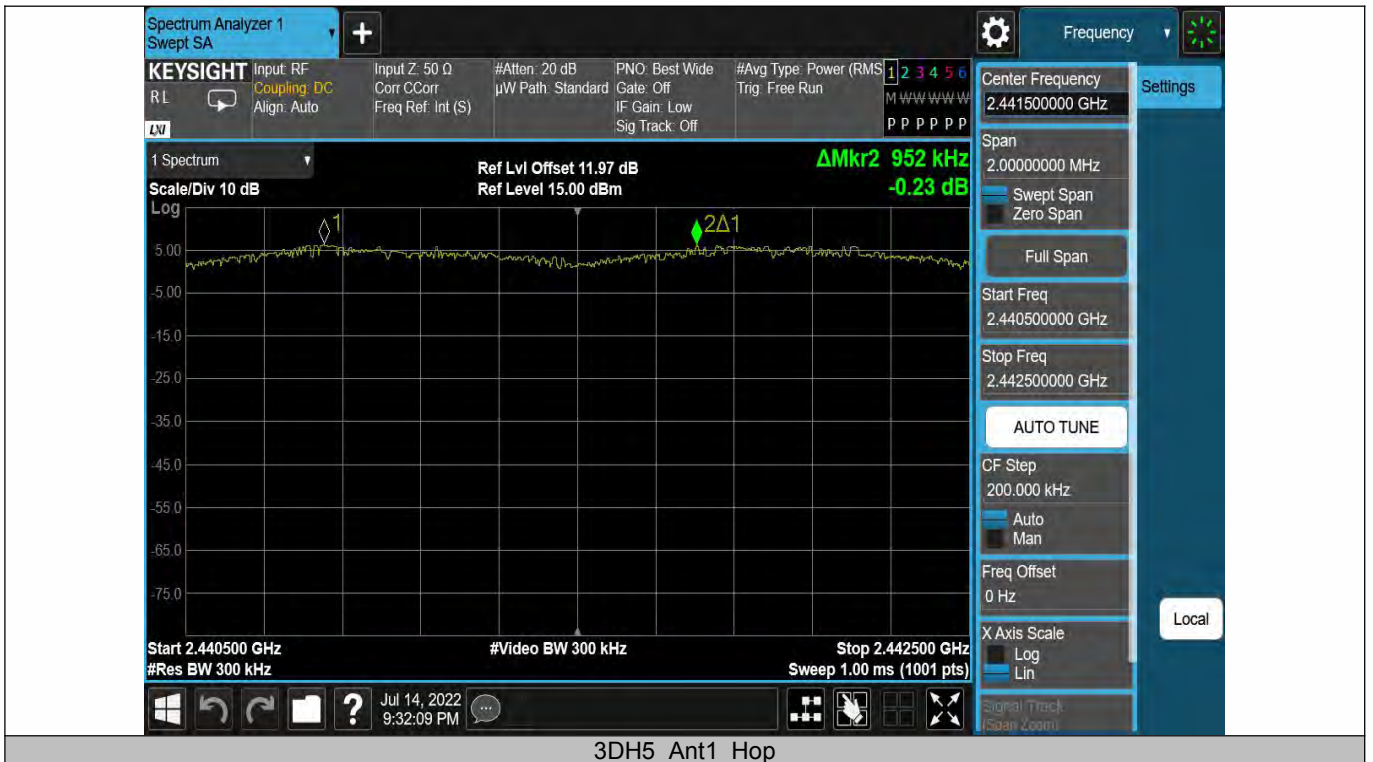 Spectrum Analyzer 1
Swept SA
+
Frequency
KEYSIGHT
RL
LXI
Input: RF
Coupling: DC
Align: Auto
Input Z: 50 Ω
Corr CCorr
Freq Ref: Int (S)
#Atten: 20 dB
µW Path: Standard
PNO: Best Wide
Gate: Off
IF Gain: Low
Sig Track: Off
#Avg Type: Power (RMS
Trig: Free Run
1 2 3 4 5 6
M W W W W W
P P P P P P
1 Spectrum
Scale/Div 10 dB
Ref Lvl Offset 11.97 dB
Ref Level 15.00 dBm
ΔMkr2 952 kHz
-0.23 dB
Log
1
2Δ1
5.00
-5.00
-15.0
-25.0
-35.0
-45.0
-55.0
-65.0
-75.0
Start 2.440500 GHz
#Res BW 300 kHz
#Video BW 300 kHz
Stop 2.442500 GHz
Sweep 1.00 ms (1001 pts)
Center Frequency
2.441500000 GHz
Settings
Span
2.00000000 MHz
Swept Span
Zero Span
Full Span
Start Freq
2.440500000 GHz
Stop Freq
2.442500000 GHz
AUTO TUNE
CF Step
200.000 kHz
Auto
Man
Freq Offset
0 Hz
X Axis Scale
Log
Lin
Signal Track
(Span Zoom)
Local
?
Jul 14, 2022
9:32:09 PM
3DH5_Ant1_Hop